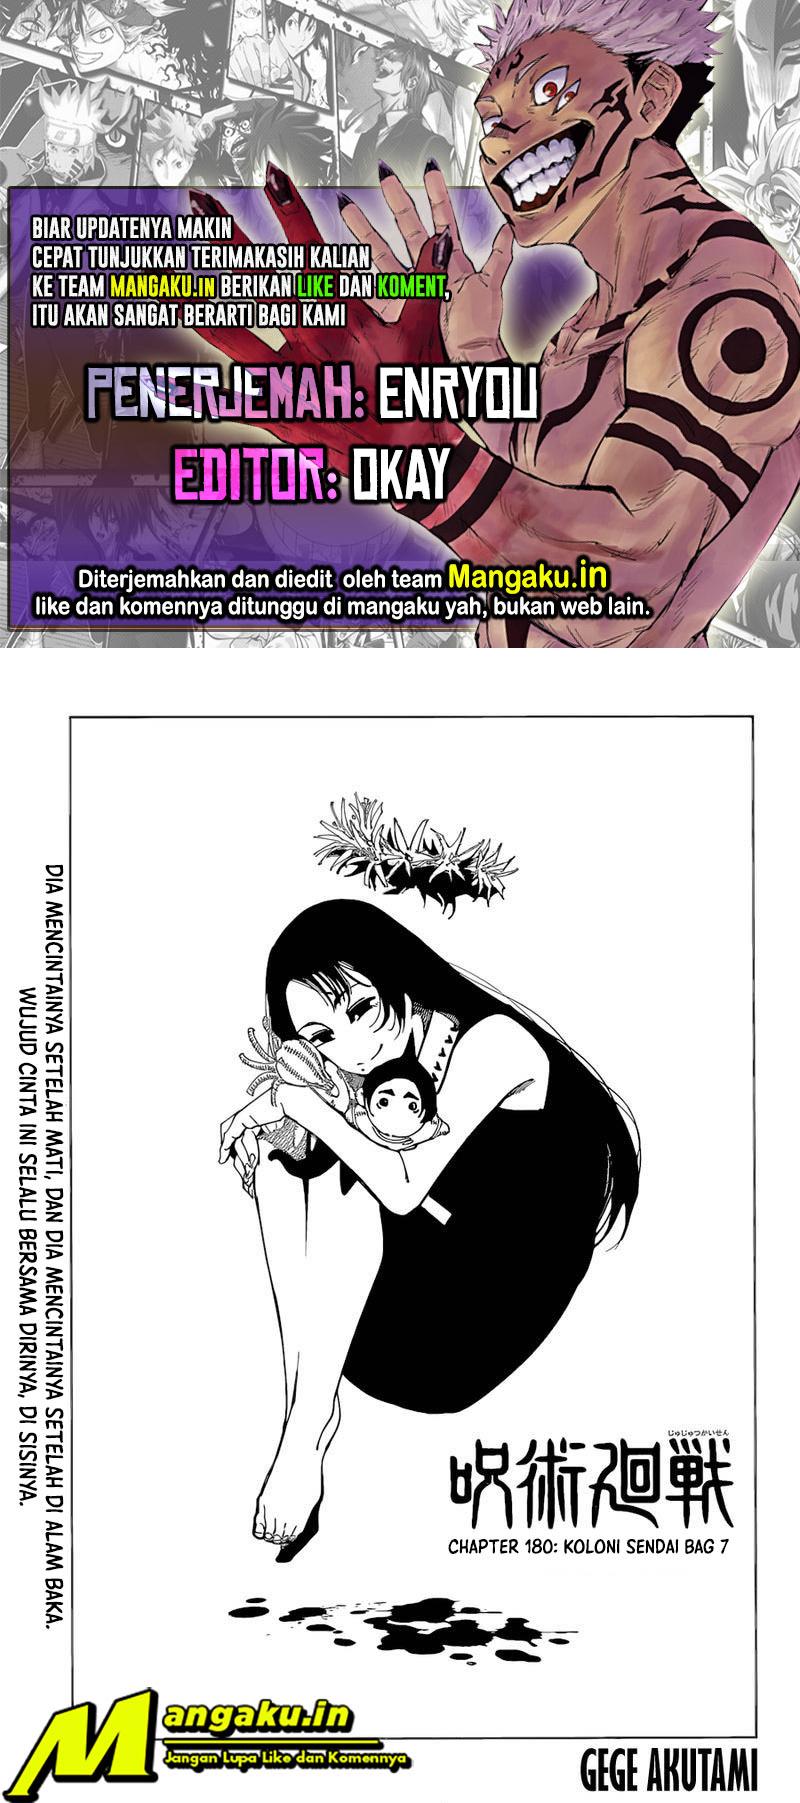 BIAR UPDATENYA MAKIN
CEPAT TUNJUKKAN TERIMAKASIH KALIAN
KE TEAM MANGAKU.in BERIKAN LIKE DAN KOMENT,
ITU AKAN SANGAT BERARTI BAGI KAMI
PENERJEMAH: ENRYOU
EDITOR: OKAY
Diterjemahkan dan diedit oleh team Mangaku.in
like dan komennya ditunggu di mangaku yah, bukan web lain.
DIA MENCINTAINYA SETELAH MATI, DAN DIA MENCINTAINYA SETELAH DI ALAM BAKA.
WUJUD CINTA INI SELALU BERSAMA DIRINYA, DI SISINYA.
じゅじゅつかいせん
呪術廻戦
CHAPTER 180: KOLONI SENDAI BAG 7
Mangaku.in
Jangan Lupa Like dan Komennya
GEGE AKUTAMI